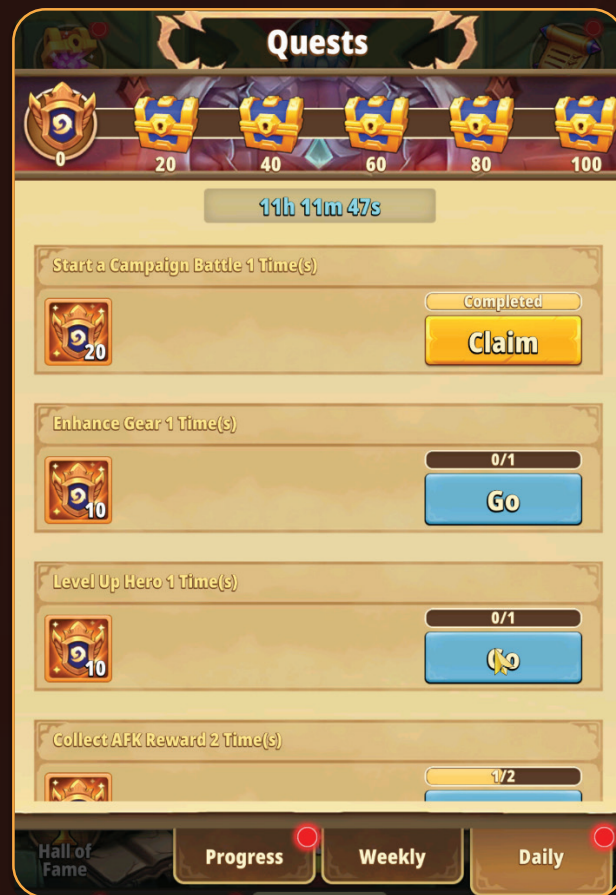 Quests
0
20 40 60 80 100
11h 11m 47s
Start a Campaign Battle 1 Time(s)
20
Completed
Claim
Enhance Gear 1 Time(s)
10
0/1
Go
Level Up Hero 1 Time(s)
10
0/1
Go
Collect AFK Reward 2 Time(s)
1/2
Hall of
Fame
Progress Weekly Daily